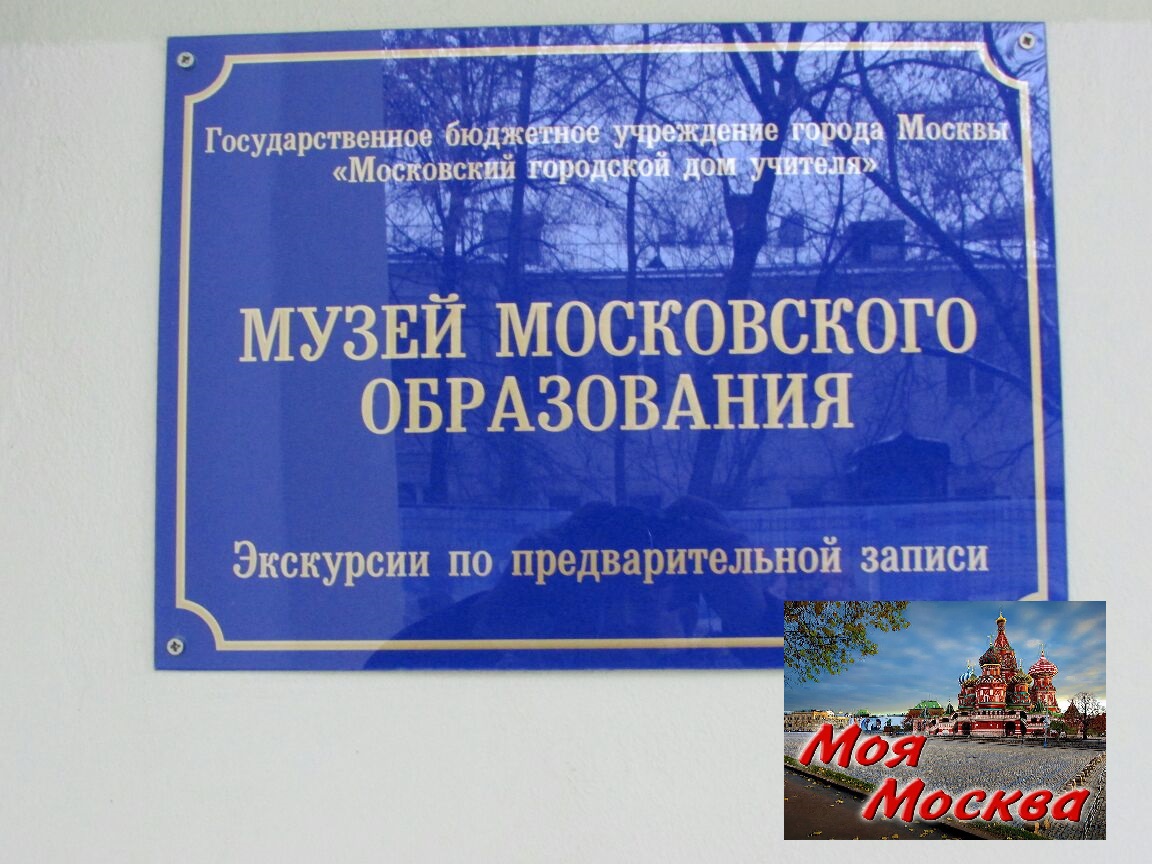 Государственное бюджетное учреждение города Москвы
«Московский городской дом учителя»
МУЗЕЙ МОСКОВСКОГО
ОБРАЗОВАНИЯ
Экскурсии по предварительной записи
Моя
Москва